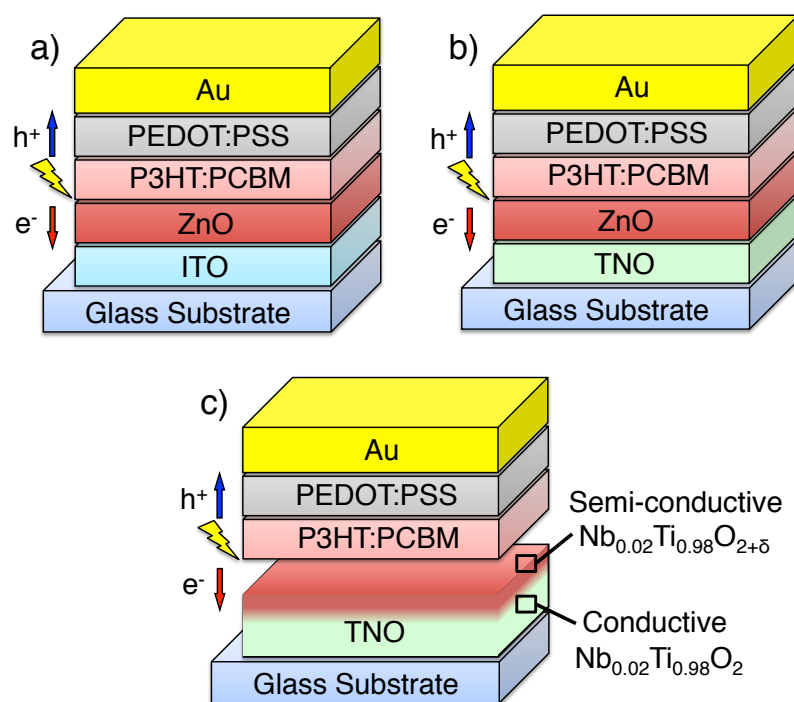 a)
Au
PEDOT:PSS
h⁺
P3HT:PCBM
e⁻
ZnO
ITO
Glass Substrate
b)
Au
PEDOT:PSS
h⁺
P3HT:PCBM
e⁻
ZnO
TNO
Glass Substrate
c)
Au
PEDOT:PSS
h⁺
P3HT:PCBM
e⁻
TNO
Glass Substrate
Semi-conductive
Nb₀.₀₂Ti₀.₉₈O₂₊δ
Conductive
Nb₀.₀₂Ti₀.₉₈O₂